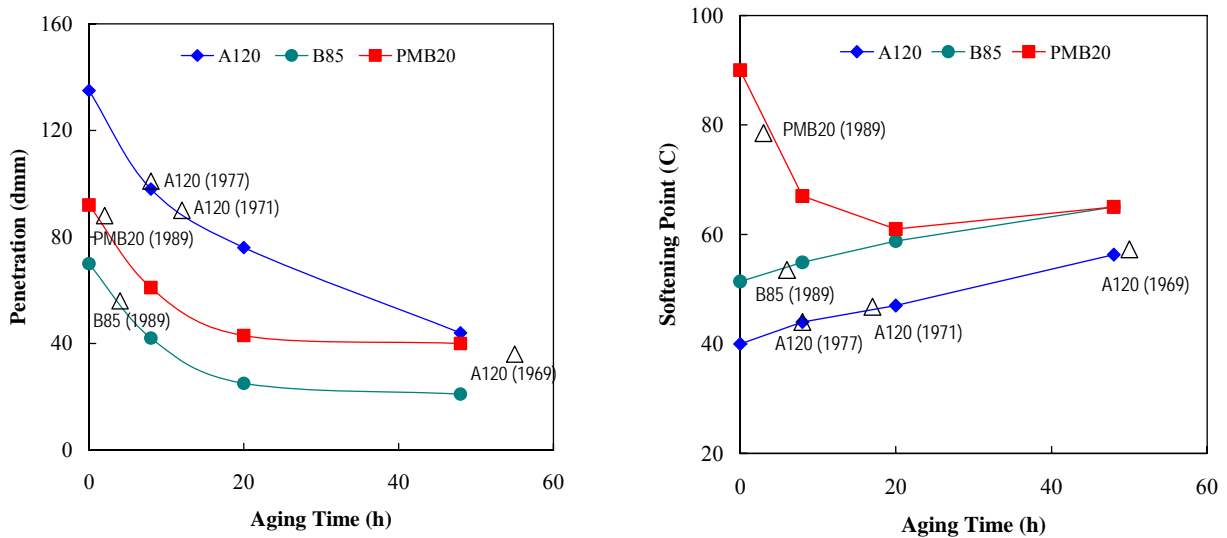 160
120
80
40
0
Penetration (dmm)
A120 B85 PMB20
A120 (1977)
A120 (1971)
PMB20 (1989)
B85 (1989)
A120 (1969)
0 20 40 60
Aging Time (h)
100
80
60
40
20
Softening Point (C)
A120 B85 PMB20
PMB20 (1989)
B85 (1989)
A120 (1969)
A120 (1977)
A120 (1971)
0 20 40 60
Aging Time (h)